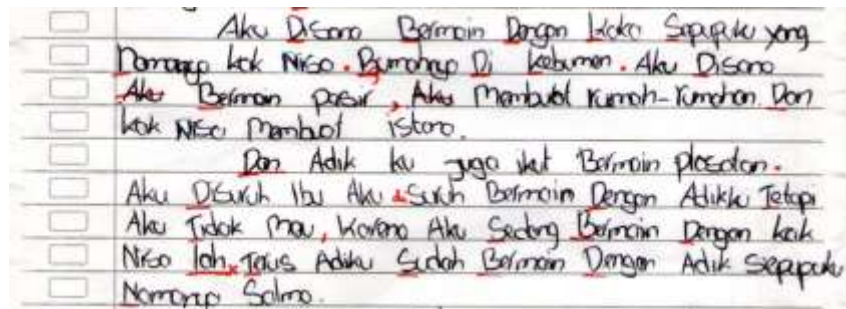 Aku Disana Bermain Dengan Kaka Sepupuku yang
Namanya kak Nisa. Rumahnya Di kebumen. Aku Disana
Aku Bermain pasir, Aku Membuat rumah-rumahan Dan
kak Nisa Membuat istana.
Dan Adik ku juga ikut Bermain plosotan.
Aku Disuruh Ibu Aku Suruh Bermain Dengan Adikku Tetapi
Aku Tidak Mau, Karena Aku Sedang Bermain Dengan kak
Nisa lah, Terus Adiku Sudah Bermain Dengan Adik Sepupuku
Namanya Salma.